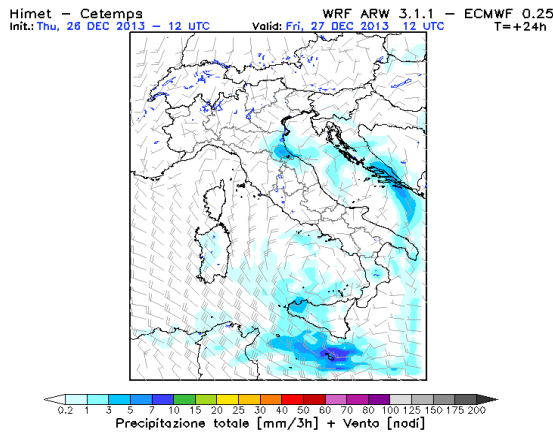 Himet – Cetemps WRF ARW 3.1.1 – ECMWF 0.25
Init.: Thu, 26 DEC 2013 – 12 UTC Valid: Fri, 27 DEC 2013 12 UTC T=+24h
0.2 1 3 5 7 10 15 20 25 30 40 50 60 70 80 100 125 150 175 200
Precipitazione totale [mm/3h] + Vento [nodi]